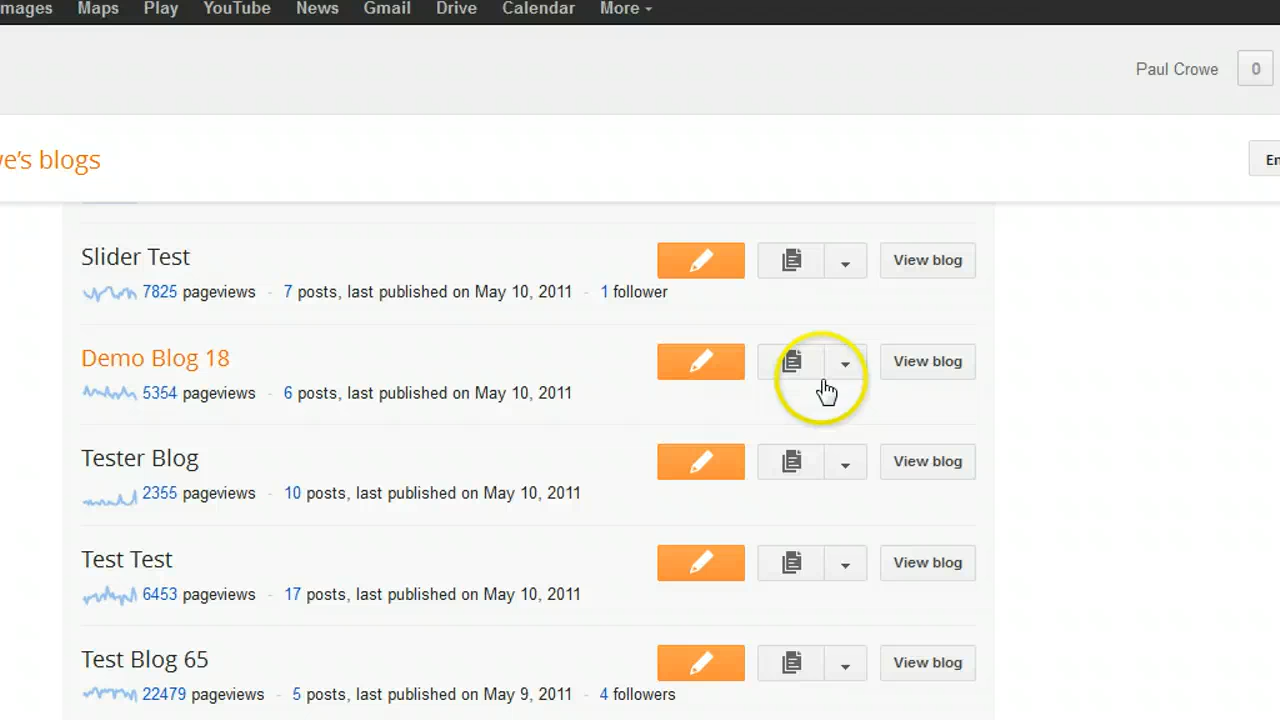 mages Maps Play YouTube News Gmail Drive Calendar More
Paul Crowe 0
ve's blogs En
Slider Test View blog
7825 pageviews - 7 posts, last published on May 10, 2011 - 1 follower
Demo Blog 18 View blog
5354 pageviews - 6 posts, last published on May 10, 2011
Tester Blog View blog
2355 pageviews - 10 posts, last published on May 10, 2011
Test Test View blog
6453 pageviews - 17 posts, last published on May 10, 2011
Test Blog 65 View blog
22479 pageviews - 5 posts, last published on May 9, 2011 - 4 followers